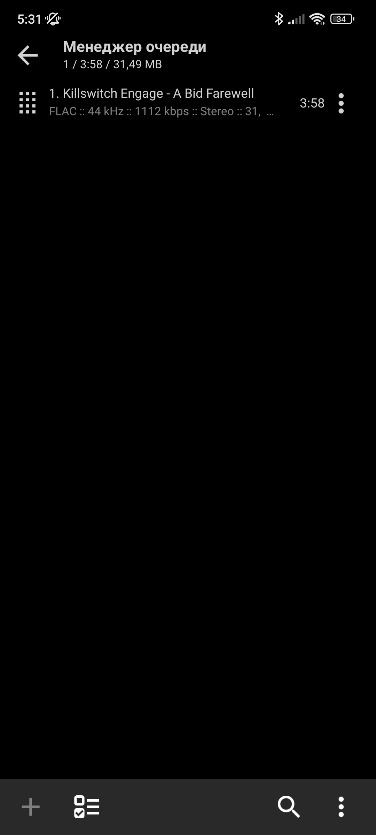 5:31 34
Менеджер очереди
1 / 3:58 / 31,49 MB
1. Killswitch Engage - A Bid Farewell
3:58
FLAC :: 44 kHz :: 1112 kbps :: Stereo :: 31, ...